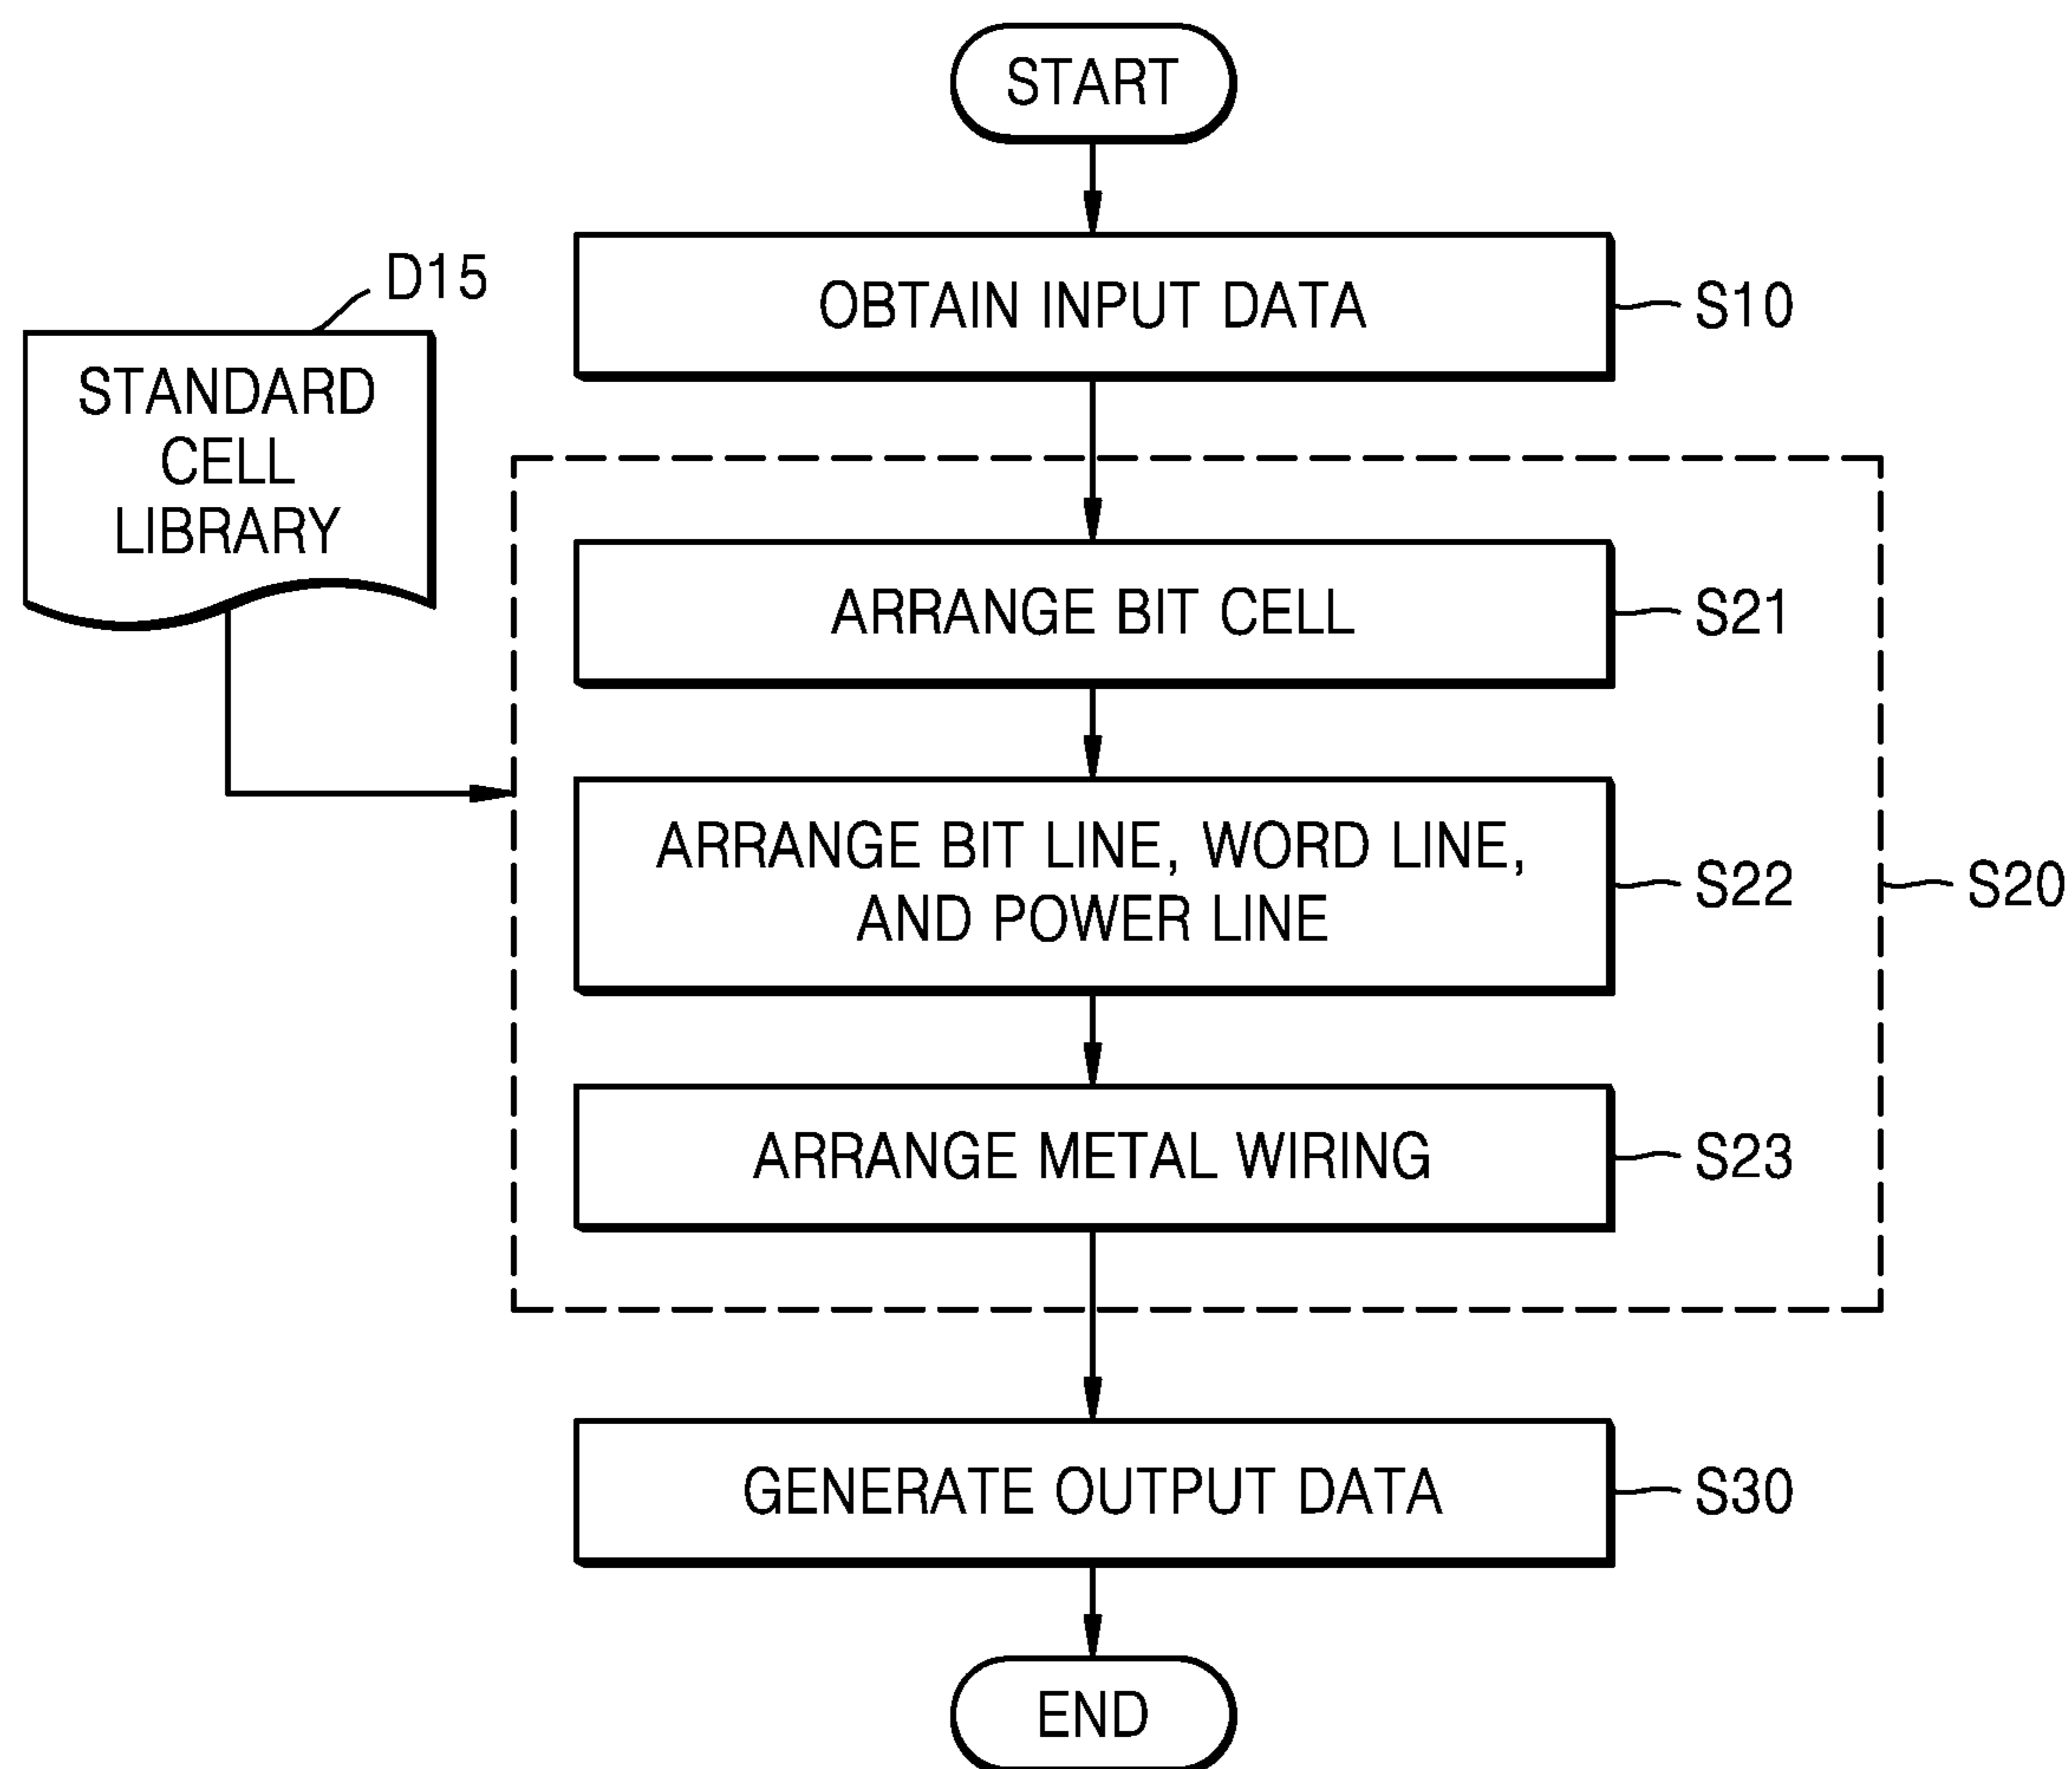 START
OBTAIN INPUT DATA
S10
D15
STANDARD
CELL
LIBRARY
ARRANGE BIT CELL
S21
ARRANGE BIT LINE, WORD LINE,
AND POWER LINE
S22
S20
ARRANGE METAL WIRING
S23
GENERATE OUTPUT DATA
S30
END